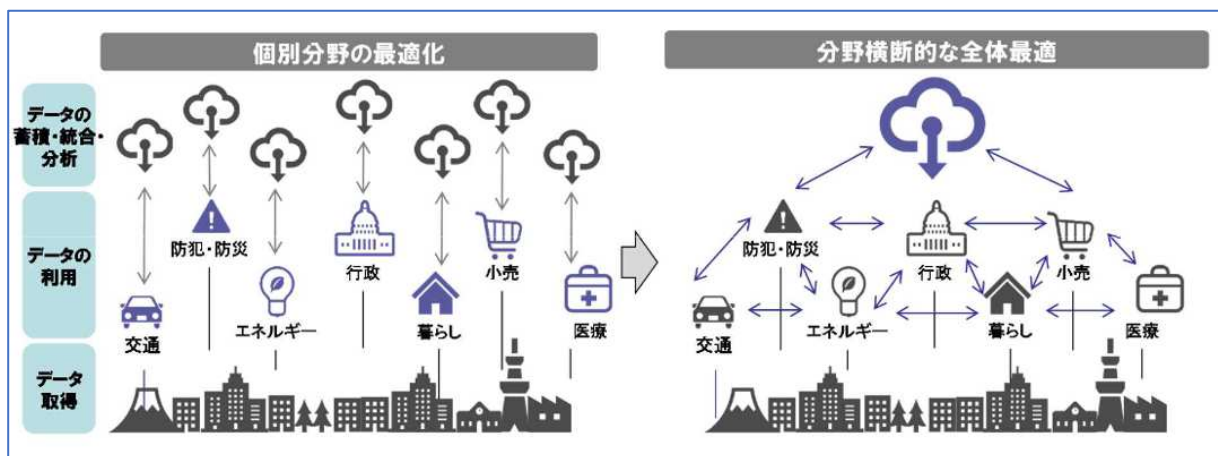 個別分野の最適化
分野横断的な全体最適
データの
蓄積・統合・
分析
データの
利用
データ
取得
防犯・防災
行政
小売
交通
エネルギー
暮らし
医療
防犯・防災
行政
小売
交通
エネルギー
暮らし
医療